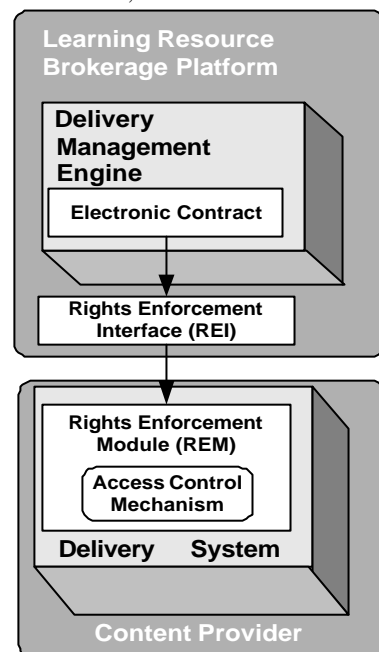 Learning Resource
Brokerage Platform
Delivery
Management
Engine
Electronic Contract
Rights Enforcement
Interface (REI)
Rights Enforcement
Module (REM)
Access Control
Mechanism
Delivery System
Content Provider